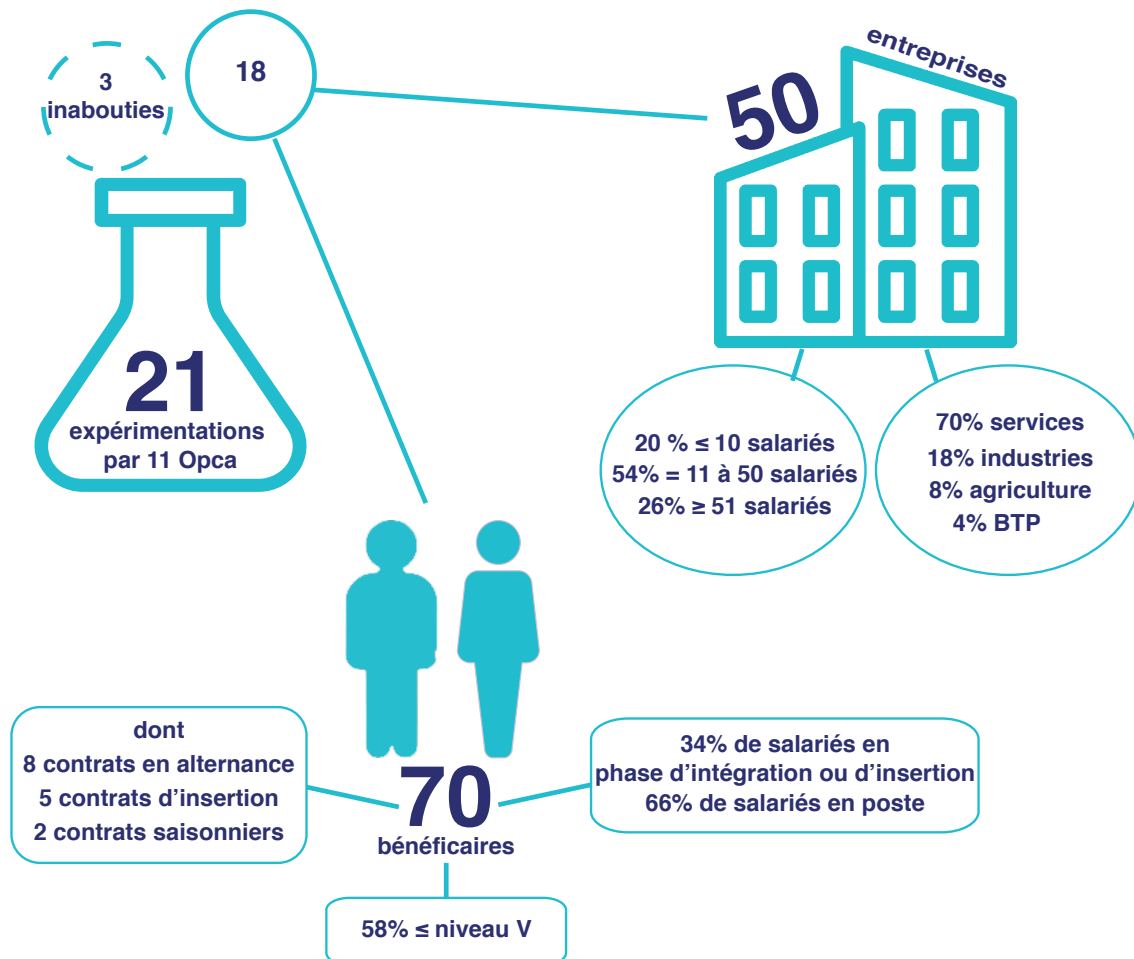 3
inabouties
18
50
entreprises
21
expérimentations
par 11 Opca
20 % ≤ 10 salariés
54% = 11 à 50 salariés
26% ≥ 51 salariés
70% services
18% industries
8% agriculture
4% BTP
dont
8 contrats en alternance
5 contrats d’insertion
2 contrats saisonniers
70
bénéficaires
34% de salariés en
phase d’intégration ou d’insertion
66% de salariés en poste
58% ≤ niveau V